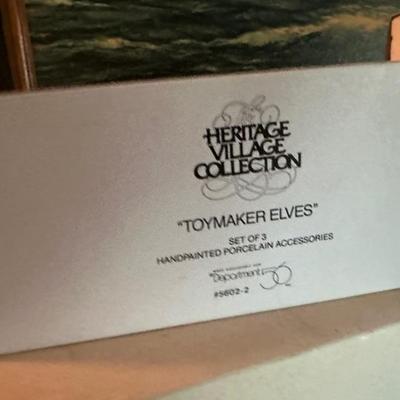 The
HERITAGE
VILLAGE
COLLECTION
"TOYMAKER ELVES"
SET OF 3
HANDPAINTED PORCELAIN ACCESSORIES
Department 56
#5602-2